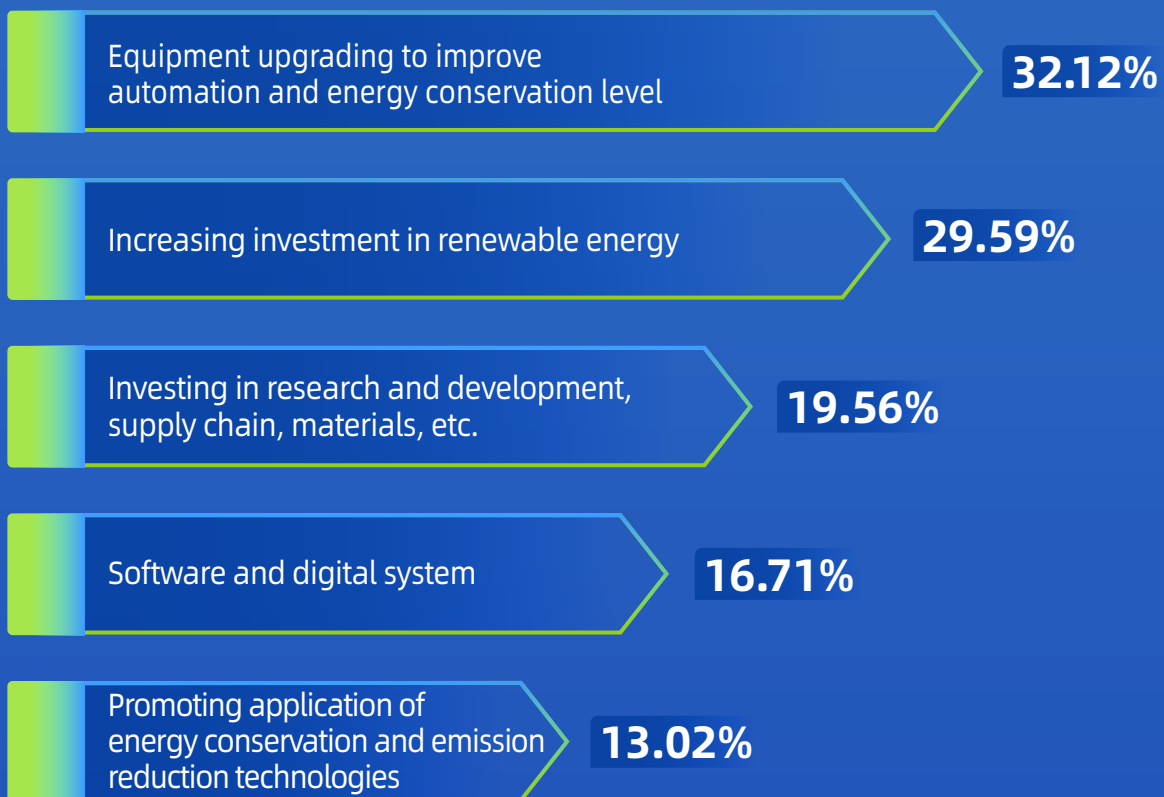 Equipment upgrading to improve
automation and energy conservation level
32.12%
Increasing investment in renewable energy
29.59%
Investing in research and development,
supply chain, materials, etc.
19.56%
Software and digital system
16.71%
Promoting application of
energy conservation and emission
reduction technologies
13.02%